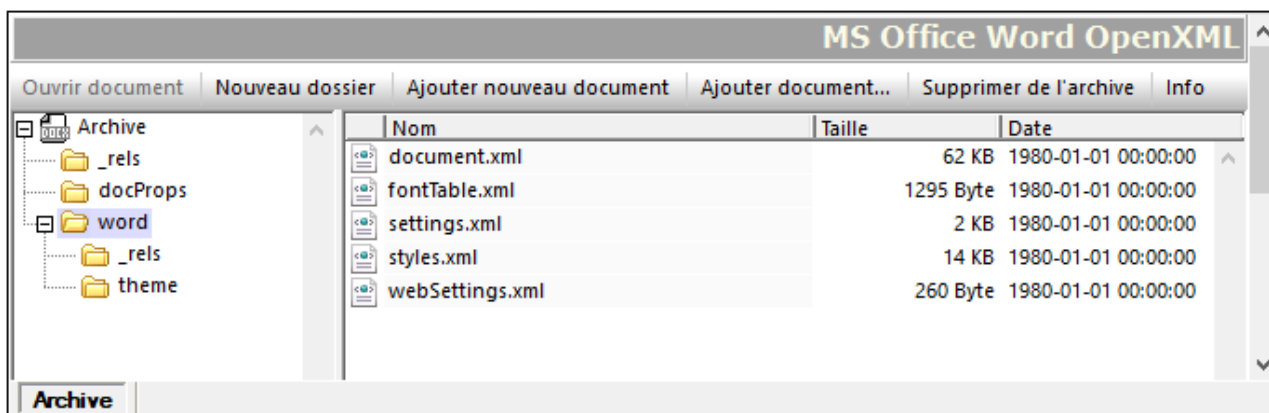 MS Office Word OpenXML
Ouvrir document Nouveau dossier Ajouter nouveau document Ajouter document... Supprimer de l'archive Info
Archive
_rels
docProps
word
_rels
theme
Nom Taille Date
document.xml 62 KB 1980-01-01 00:00:00
fontTable.xml 1295 Byte 1980-01-01 00:00:00
settings.xml 2 KB 1980-01-01 00:00:00
styles.xml 14 KB 1980-01-01 00:00:00
webSettings.xml 260 Byte 1980-01-01 00:00:00
Archive